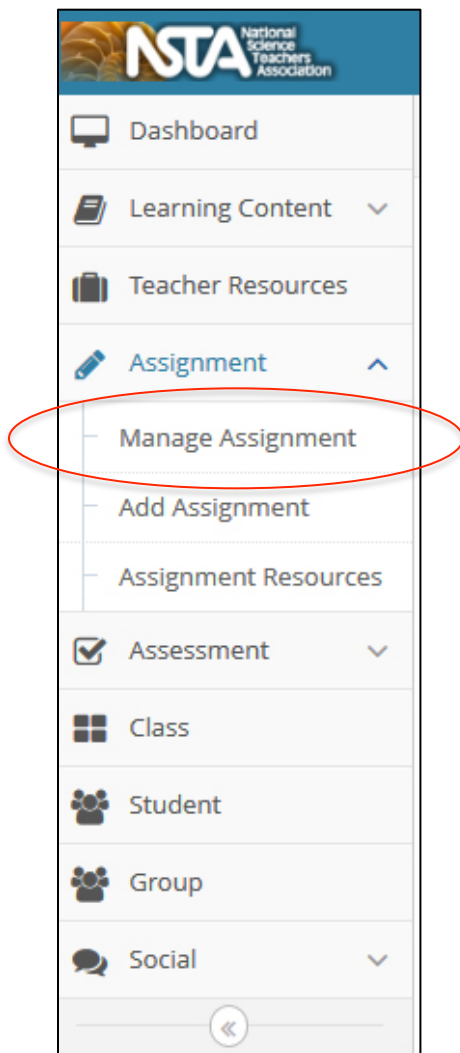 NSTA
National
Science
Teachers
Association
Dashboard
Learning Content
Teacher Resources
Assignment
Manage Assignment
Add Assignment
Assignment Resources
Assessment
Class
Student
Group
Social
«